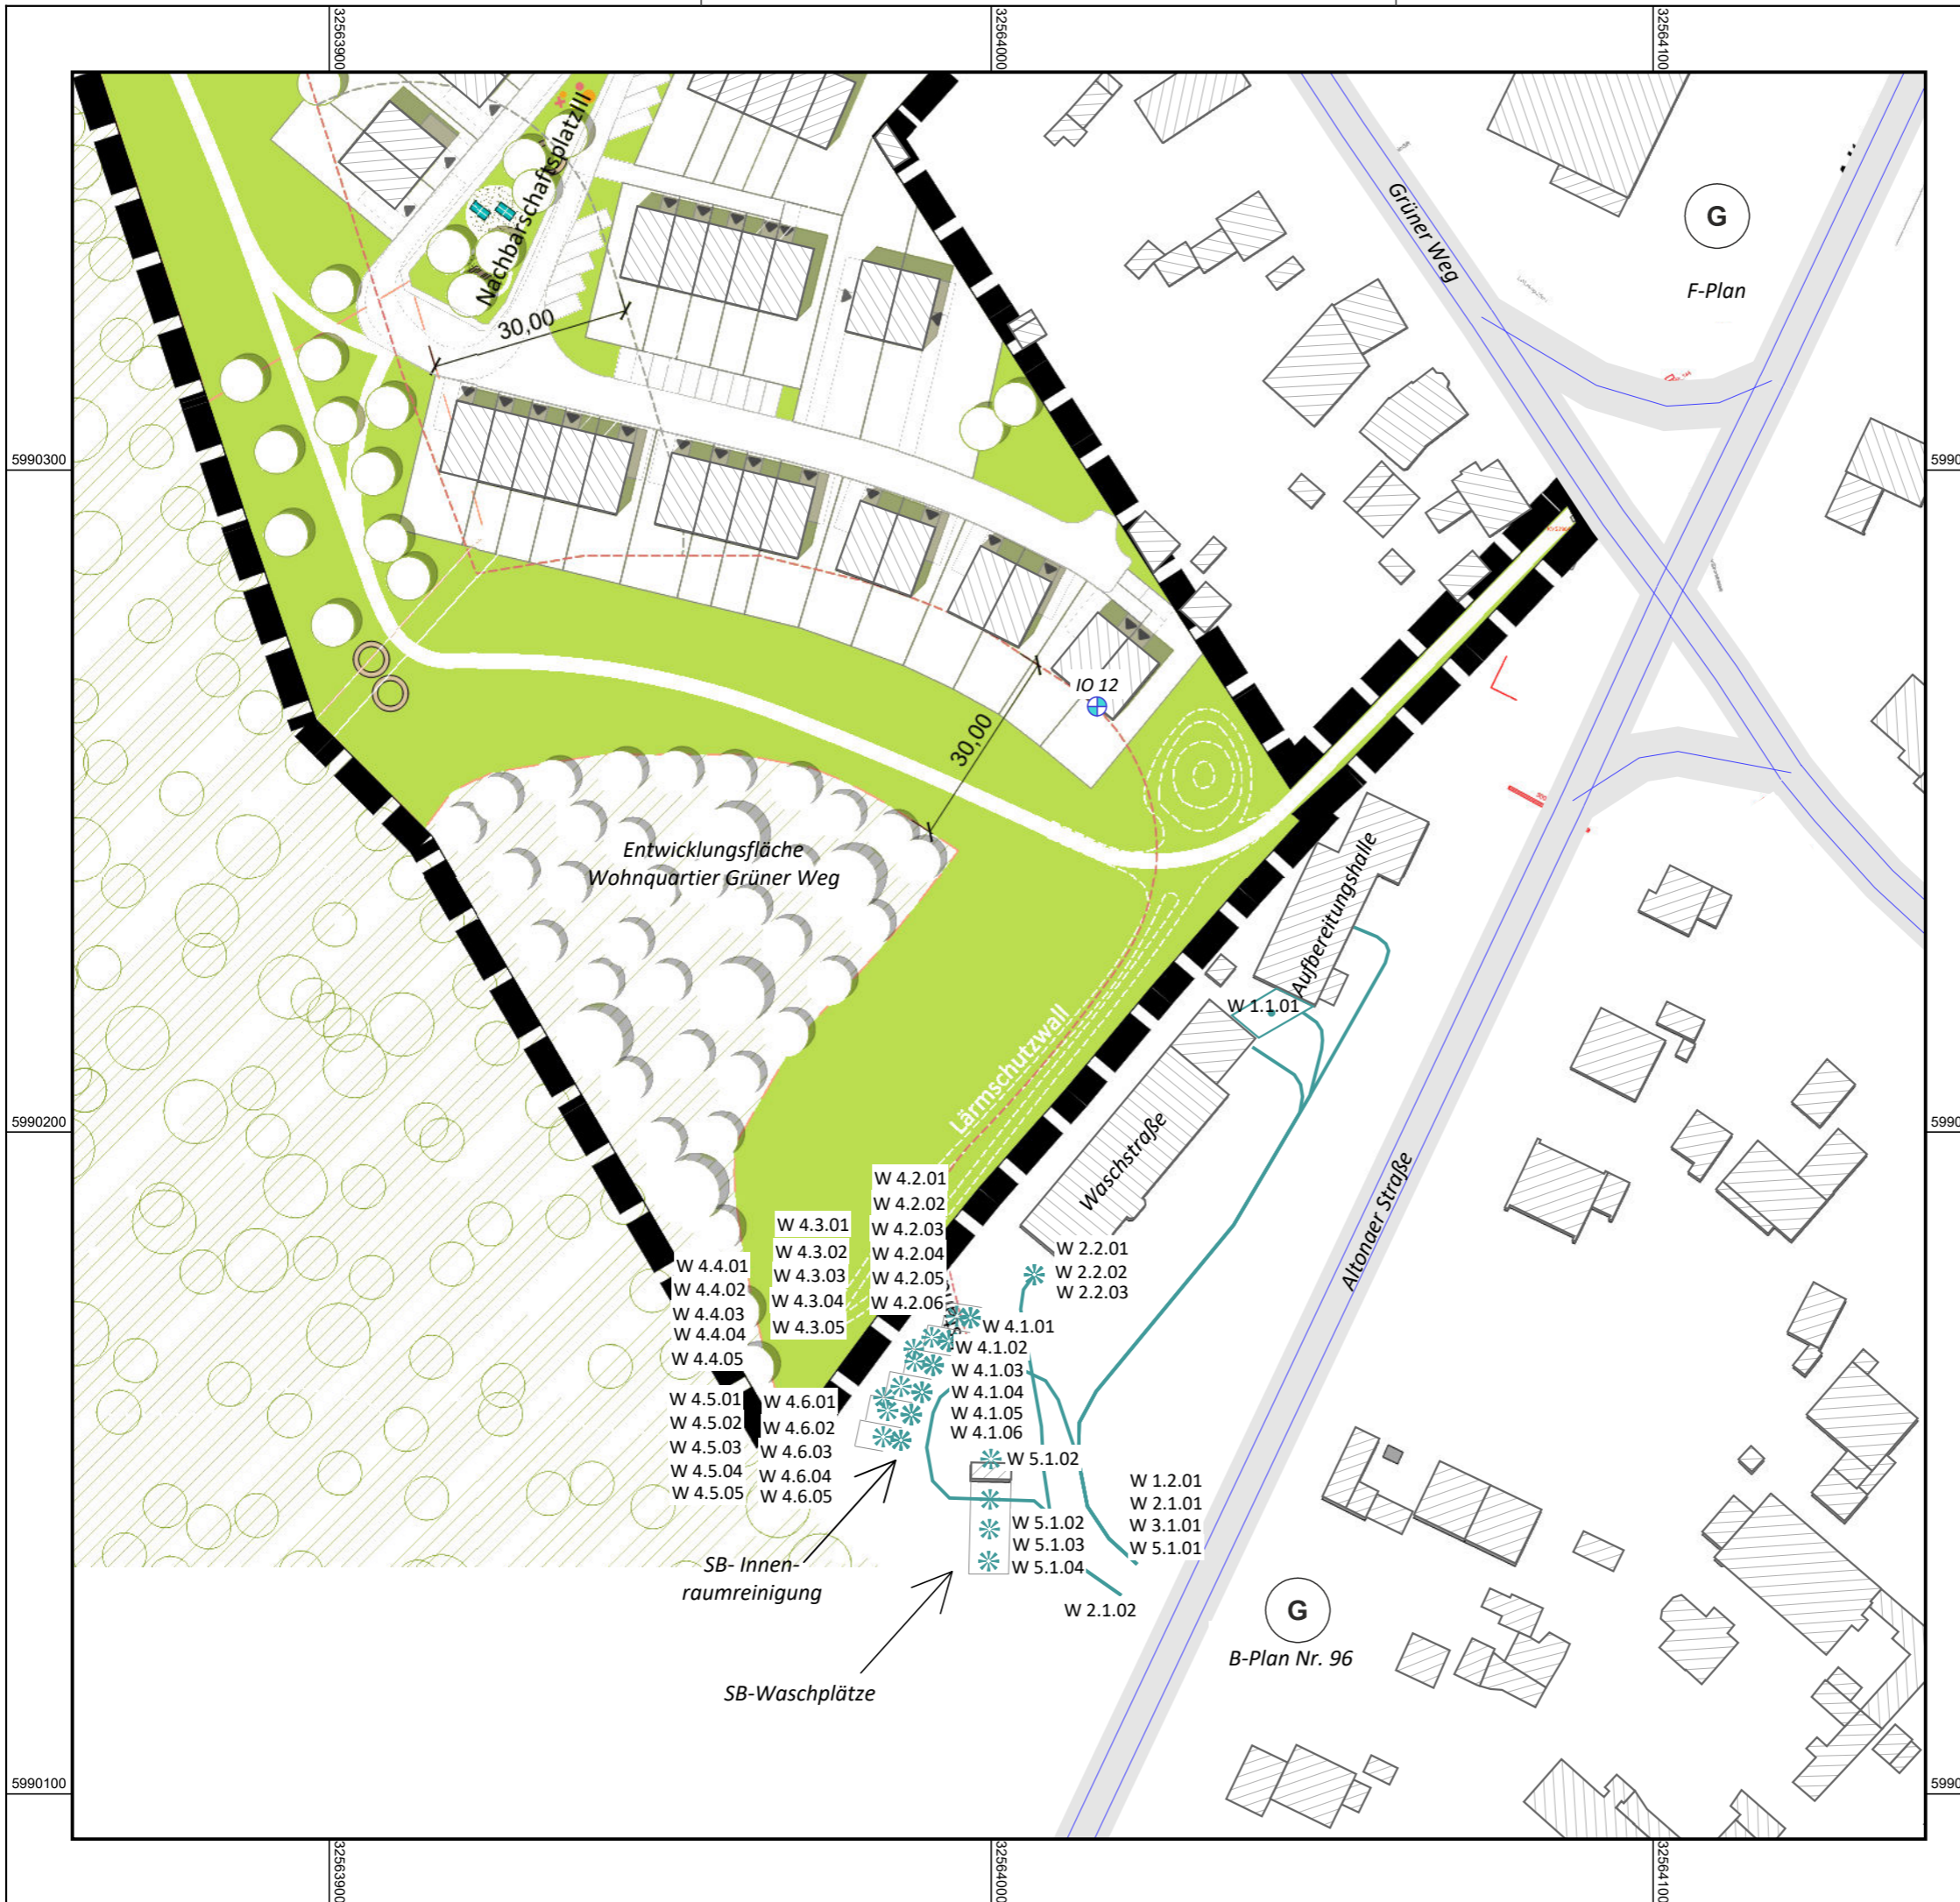 32563900
32564000
32564100
Nachbarschaftsplatz III
Grüner Weg
G
F-Plan
30,00
5990300
5990
IO 12
30,00
Entwicklungsfläche
Wohnquartier Grüner Weg
Aufbereitungshalle
W 1.1.01
Lärmschutzwall
Waschstraße
5990200
5990
Altonaer Straße
W 4.2.01
W 4.2.02
W 4.2.03
W 4.2.04
W 4.2.05
W 4.2.06
W 4.3.01
W 4.3.02
W 4.3.03
W 4.3.04
W 4.3.05
W 4.4.01
W 4.4.02
W 4.4.03
W 4.4.04
W 4.4.05
W 2.2.01
W 2.2.02
W 2.2.03
W 4.1.01
W 4.1.02
W 4.1.03
W 4.1.04
W 4.1.05
W 4.1.06
W 4.5.01
W 4.5.02
W 4.5.03
W 4.5.04
W 4.5.05
W 4.6.01
W 4.6.02
W 4.6.03
W 4.6.04
W 4.6.05
W 5.1.02
W 1.2.01
W 2.1.01
W 3.1.01
W 5.1.01
W 5.1.02
W 5.1.03
W 5.1.04
W 2.1.02
SB- Innen-
raumreinigung
SB-Waschplätze
G
B-Plan Nr. 96
5990100
5990
32563900
32564000
32564100